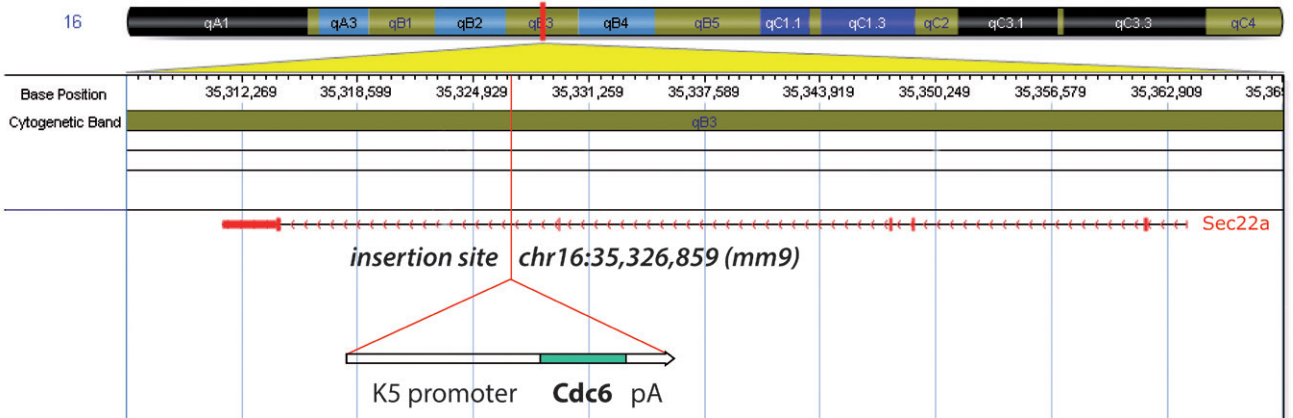 16 qA1 qA3 qB1 qB2 qB3 qB4 qB5 qC1.1 qC1.3 qC2 qC3.1 qC3.3 qC4
Base Position 35,312,269 35,318,599 35,324,929 35,331,259 35,337,589 35,343,919 35,350,249 35,356,579 35,362,909 35,36
Cytogenetic Band qB3
Sec22a
insertion site chr16:35,326,859 (mm9)
K5 promoter Cdc6 pA